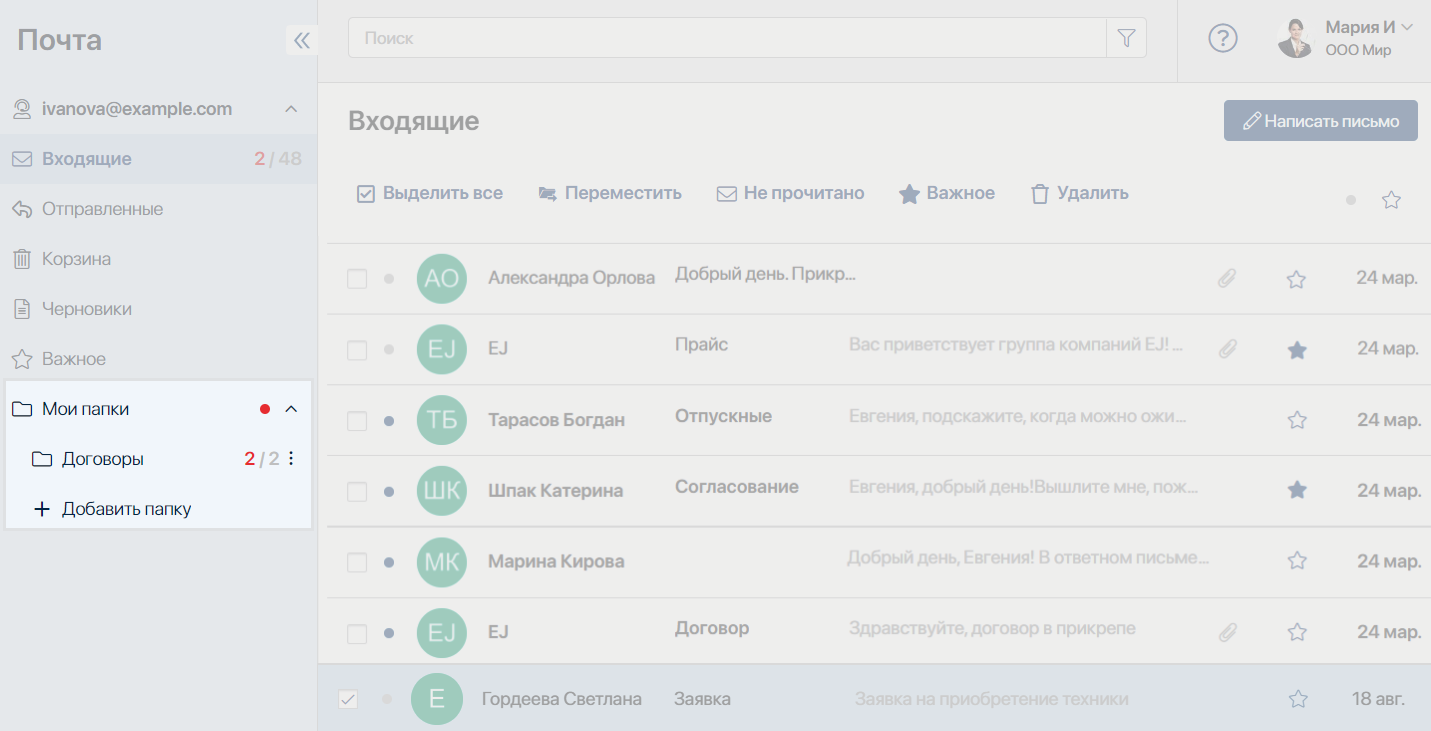 Почта
ivanova@example.com
Входящие 2 / 48
Отправленные
Корзина
Черновики
Важное
Мои папки
Договоры 2 / 2
Добавить папку
Поиск
?
Мария И
ООО Мир
Входящие
Написать письмо
Выделить все Переместить Не прочитано Важное Удалить
АО Александра Орлова Добрый день. Прикр... 24 мар.
EJ EJ Прайс Вас приветствует группа компаний EJ! ... 24 мар.
ТБ Тарасов Богдан Отпускные Евгения, подскажите, когда можно ожи... 24 мар.
ШК Шпак Катерина Согласование Евгения, добрый день!Вышлите мне, пож... 24 мар.
МК Марина Кирова Добрый день, Евгения! В ответном письме... 24 мар.
EJ EJ Договор Здравствуйте, договор в прикрепе 24 мар.
Е Гордеева Светлана Заявка Заявка на приобретение техники 18 авг.